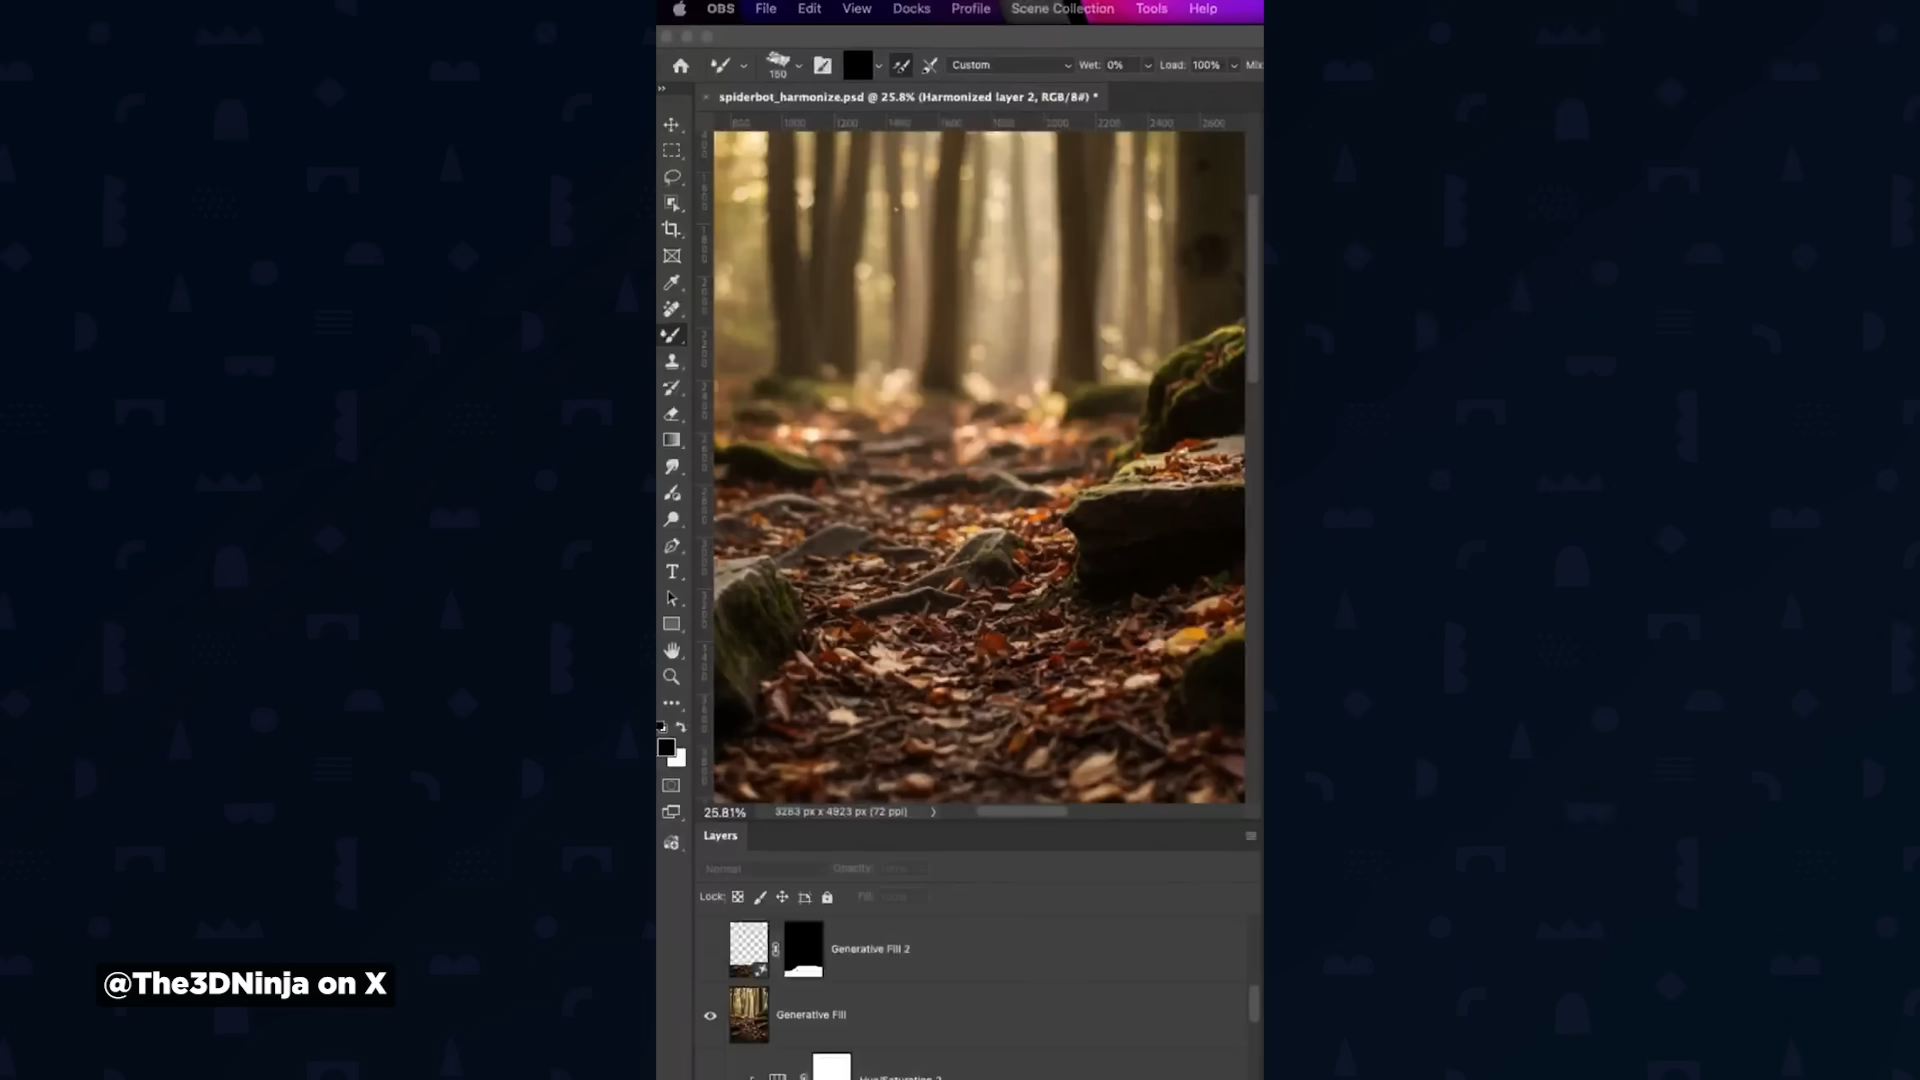 OBS File Edit View Docks Profile Scene Collection Tools Help
150 Custom Wet: 0% Load: 100% Mix
× spiderbot_harmonize.psd @ 25.8% (Harmonized layer 2, RGB/8#) *
800 1000 1200 1400 1600 1800 2000 2200 2400 2600
25.81% 3263 px x 4923 px (72 ppi)
Layers
Normal Opacity:
Lock: Fill:
Generative Fill 2
@The3DNinja on X
Generative Fill
Hue/Saturation 2